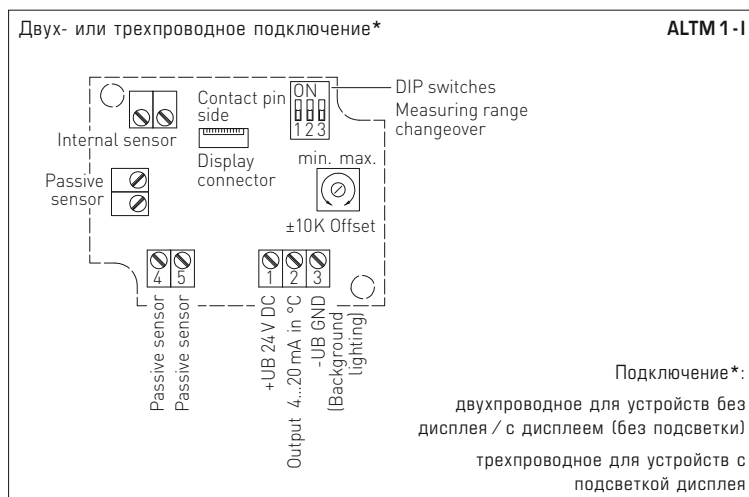 Двух- или трехпроводное подключение*
ALTM 1 - I
ON
1 2 3
DIP switches
Measuring range
changeover
Contact pin
side
Internal sensor
Display
connector
min. max.
±10K Offset
Passive
sensor
4 5
1 2 3
Passive sensor
Passive sensor
+UB 24 V DC
Output 4...20 mA in °C
-UB GND
(Background
lighting)
Подключение*:
двухпроводное для устройств без
дисплея / с дисплеем (без подсветки)
трехпроводное для устройств с
подсветкой дисплея